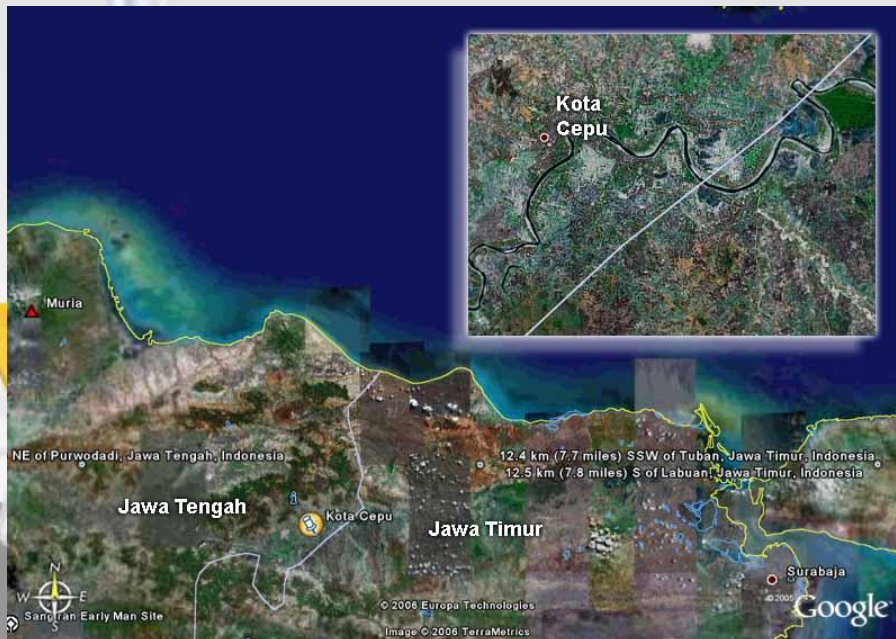 Kota
Cepu
Muria
NE of Purwodadi, Jawa Tengah, Indonesia
12.4 km (7.7 miles) SSW of Tuban, Jawa Timur, Indonesia
12.5 km (7.8 miles) S of Labuan, Jawa Timur, Indonesia
Jawa Tengah
Kota Cepu
Jawa Timur
Surabaja
N
W
E
S
Sangiran Early Man Site
© 2006 Europa Technologies
Image © 2006 TerraMetrics
© 2005
Google